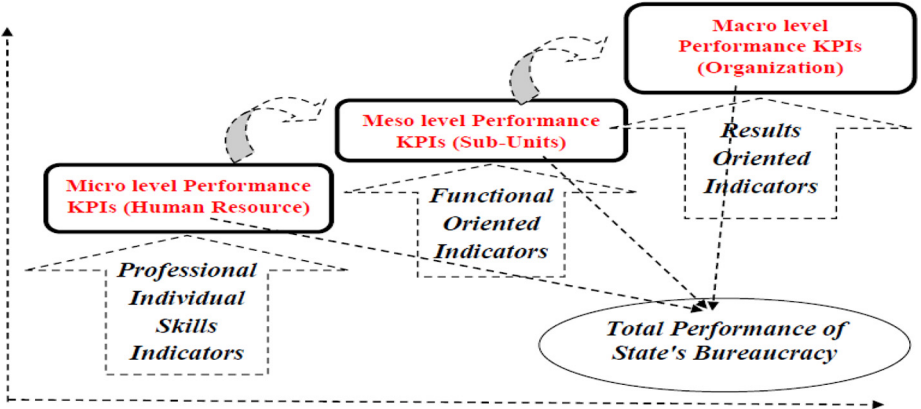 Macro level
Performance KPIs
(Organization)
Meso level Performance
KPIs (Sub-Units)
Results
Oriented
Indicators
Micro level Performance
KPIs (Human Resource)
Functional
Oriented
Indicators
Professional
Individual
Skills
Indicators
Total Performance of
State's Bureaucracy